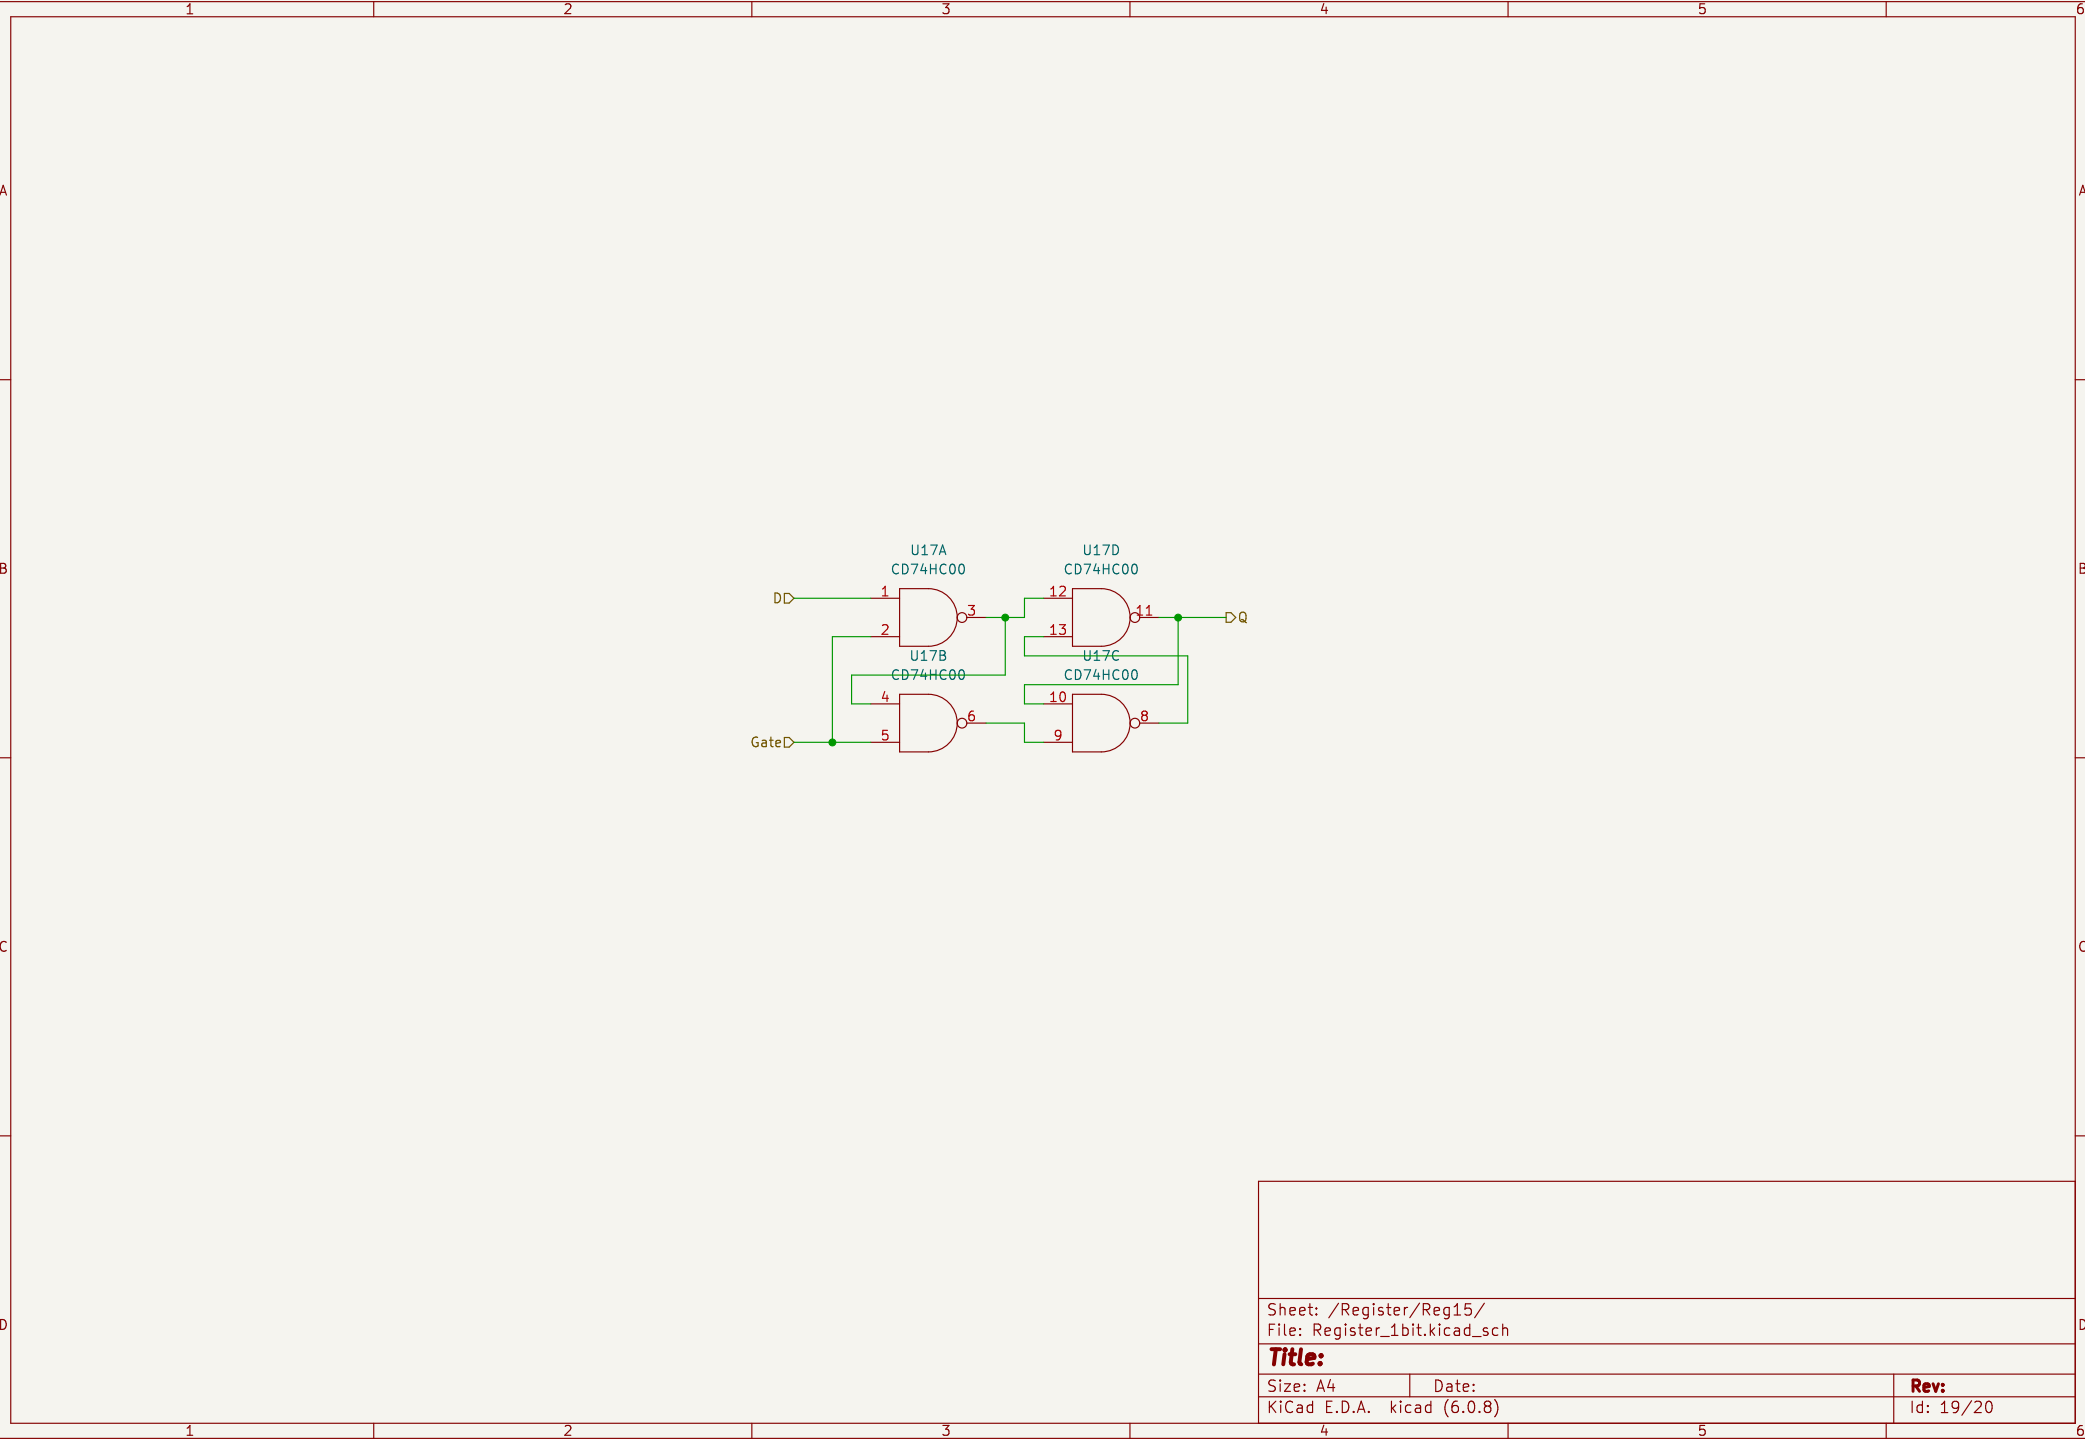 1 2 3 4 5 6
A A
U17A U17D
CD74HC00 CD74HC00
B B
D 1 3 12 11 Q
2 13
U17B U17C
CD74HC00 CD74HC00
4 6 10 8
Gate 5 9
C C
Sheet: /Register/Reg15/
File: Register_1bit.kicad_sch
D D
Title:
Size: A4 Date: Rev:
KiCad E.D.A. kicad (6.0.8) Id: 19/20
1 2 3 4 5 6